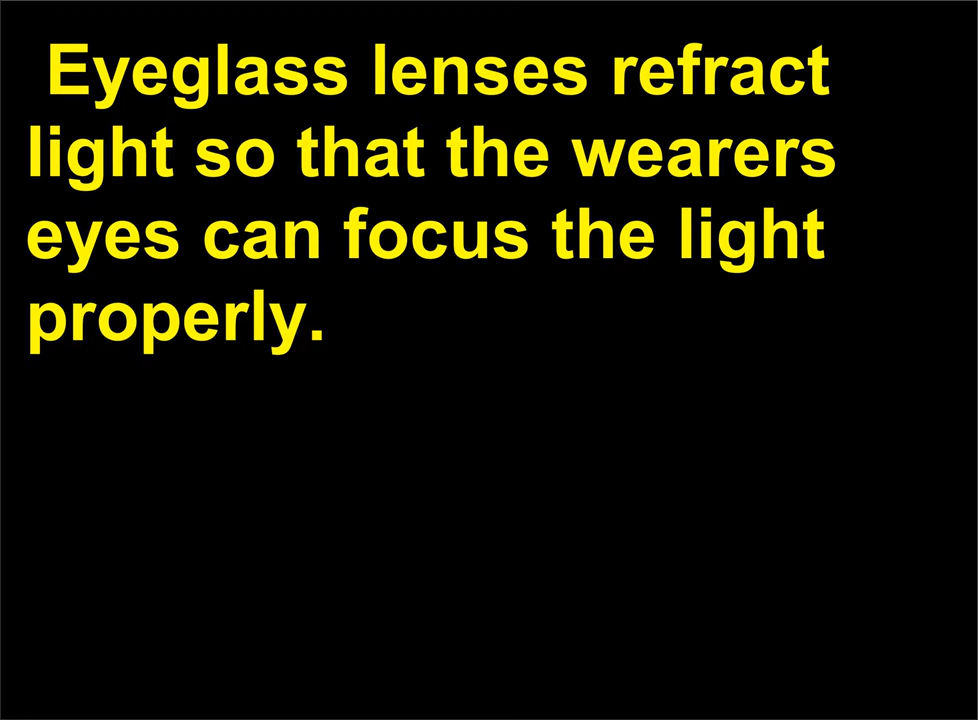 Eyeglass lenses refract
light so that the wearers
eyes can focus the light
properly.